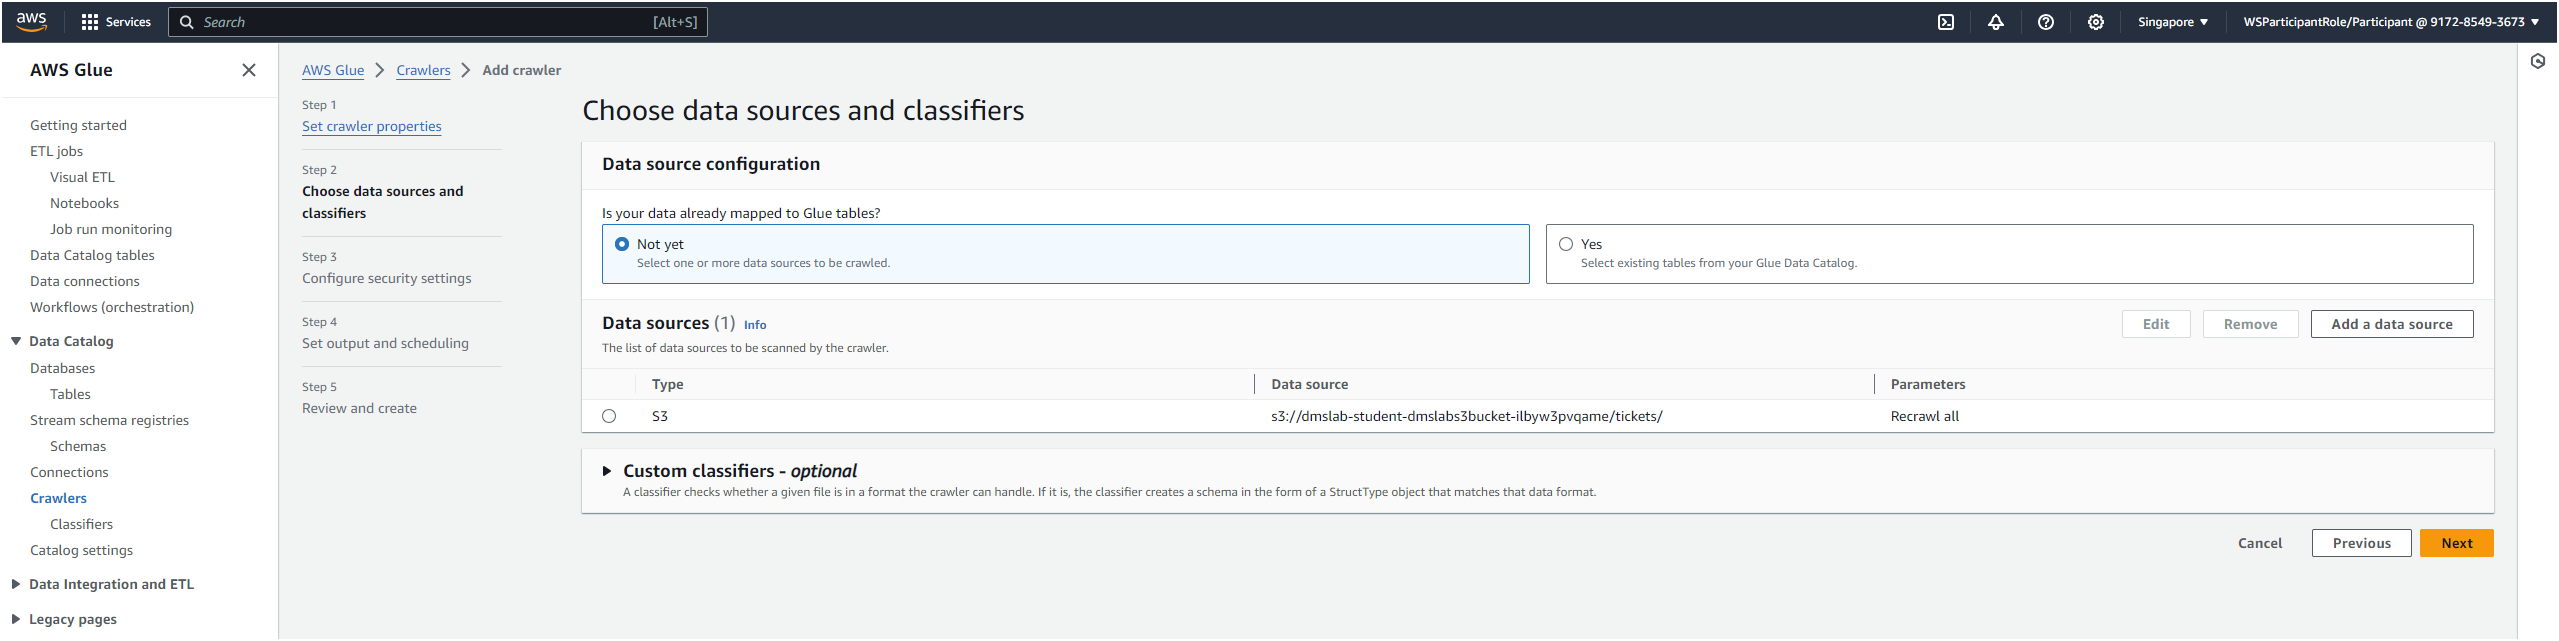 aws
Services
Search
[Alt+S]
Singapore
WSParticipantRole/Participant @ 9172-8549-3673
AWS Glue
Getting started
ETL jobs
Visual ETL
Notebooks
Job run monitoring
Data Catalog tables
Data connections
Workflows (orchestration)
Data Catalog
Databases
Tables
Stream schema registries
Schemas
Connections
Crawlers
Classifiers
Catalog settings
Data Integration and ETL
Legacy pages
AWS Glue
Crawlers
Add crawler
Step 1
Set crawler properties
Step 2
Choose data sources and
classifiers
Step 3
Configure security settings
Step 4
Set output and scheduling
Step 5
Review and create
Choose data sources and classifiers
Data source configuration
Is your data already mapped to Glue tables?
Not yet
Select one or more data sources to be crawled.
Yes
Select existing tables from your Glue Data Catalog.
Data sources (1) Info
The list of data sources to be scanned by the crawler.
Edit
Remove
Add a data source
Type
Data source
Parameters
S3
s3://dmslab-student-dmslabs3bucket-ilbyw3pvqame/tickets/
Recrawl all
Custom classifiers - optional
A classifier checks whether a given file is in a format the crawler can handle. If it is, the classifier creates a schema in the form of a StructType object that matches that data format.
Cancel
Previous
Next